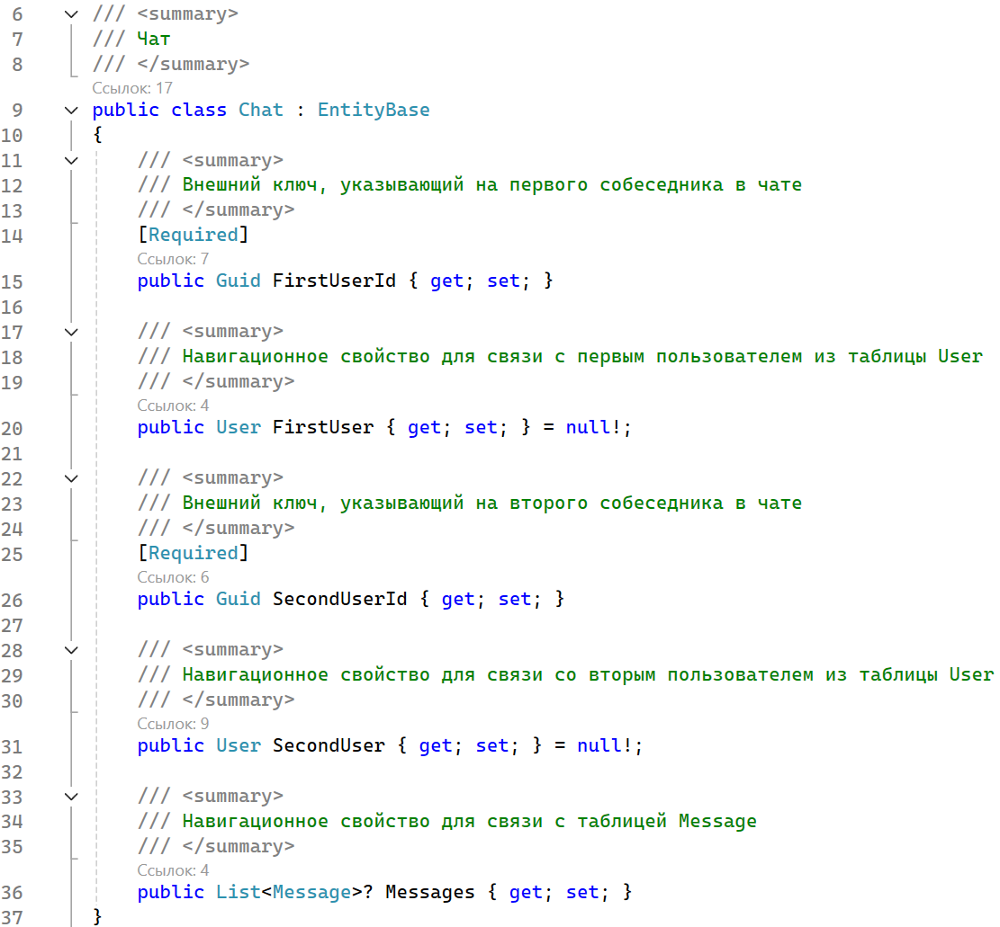 6 /// <summary>
7 /// Чат
8 /// </summary>
Ссылок: 17
9 public class Chat : EntityBase
10 {
11 /// <summary>
12 /// Внешний ключ, указывающий на первого собеседника в чате
13 /// </summary>
14 [Required]
Ссылок: 7
15 public Guid FirstUserId { get; set; }
16
17 /// <summary>
18 /// Навигационное свойство для связи с первым пользователем из таблицы User
19 /// </summary>
Ссылок: 4
20 public User FirstUser { get; set; } = null!;
21
22 /// <summary>
23 /// Внешний ключ, указывающий на второго собеседника в чате
24 /// </summary>
25 [Required]
Ссылок: 6
26 public Guid SecondUserId { get; set; }
27
28 /// <summary>
29 /// Навигационное свойство для связи со вторым пользователем из таблицы User
30 /// </summary>
Ссылок: 9
31 public User SecondUser { get; set; } = null!;
32
33 /// <summary>
34 /// Навигационное свойство для связи с таблицей Message
35 /// </summary>
Ссылок: 4
36 public List<Message>? Messages { get; set; }
37 }